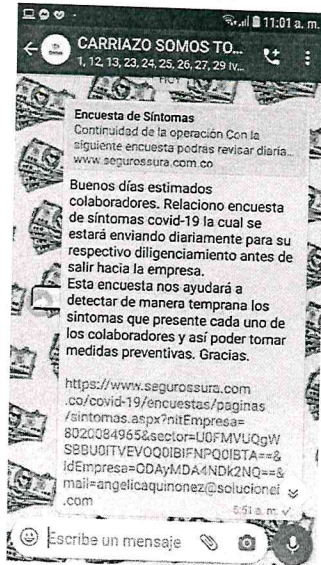 11:01 a. m.
CARRIAZO SOMOS TO...
1, 12, 13, 23, 24, 25, 26, 27, 29 Iv...
HOY
Encuesta de Síntomas
Continuidad de la operación Con la
siguiente encuesta podras revisar diaria...
www.segurossura.com.co
Buenos días estimados
colaboradores. Relaciono encuesta
de síntomas covid-19 la cual se
estará enviando diariamente para su
respectivo diligenciamiento antes de
salir hacia la empresa.
Esta encuesta nos ayudará a
detectar de manera temprana los
sintomas que presente cada uno de
los colaboradores y así poder tomar
medidas preventivas. Gracias.
https://www.segurossura.com
.co/covid-19/encuestas/paginas
/sintomas.aspx?nitEmpresa=
8020084965&sector=U0FMVUQgW
SBBU0lTVEVOQ0lBIFNPQ0lBTA==&
IdEmpresa=ODAyMDA4NDk2NQ==&
mail=angelicaquinonez@solucionei
.com
6:51 a. m.
Escribe un mensaje